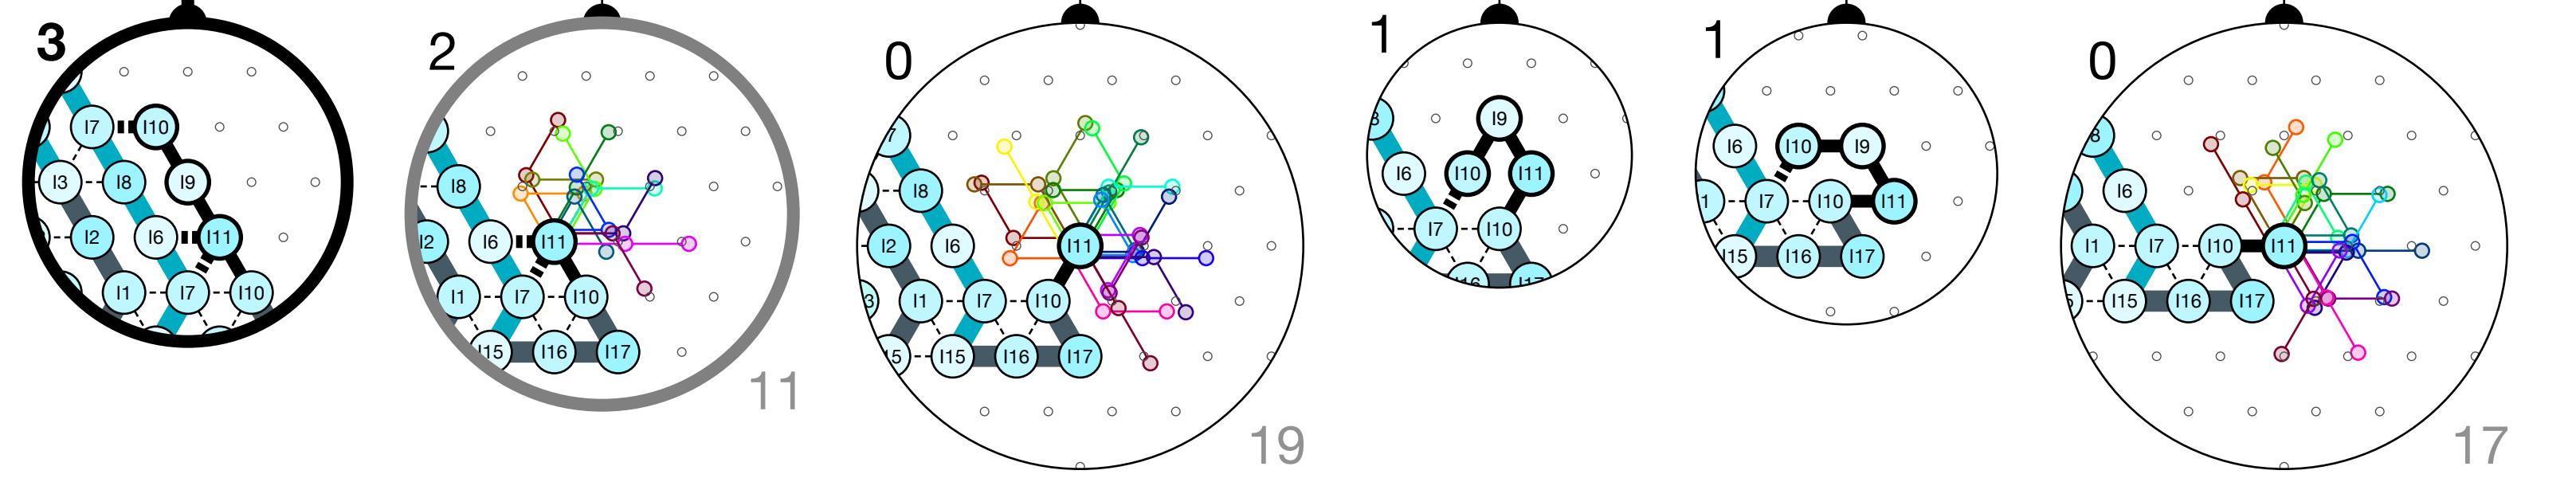 3
I7 I10
I3 I8 I9
I2 I6 I11
I1 I7 I10
2
I8
I2 I6 I11
I1 I7 I10
I15 I16 I17
11
0
I8
I2 I6 I11
I1 I7 I10
I15 I16 I17
19
1
I9
I6 I10 I11
I7 I10
1
I6 I10 I9
I7 I10 I11
I15 I16 I17
0
I6
I1 I7 I10 I11
I15 I16 I17
17